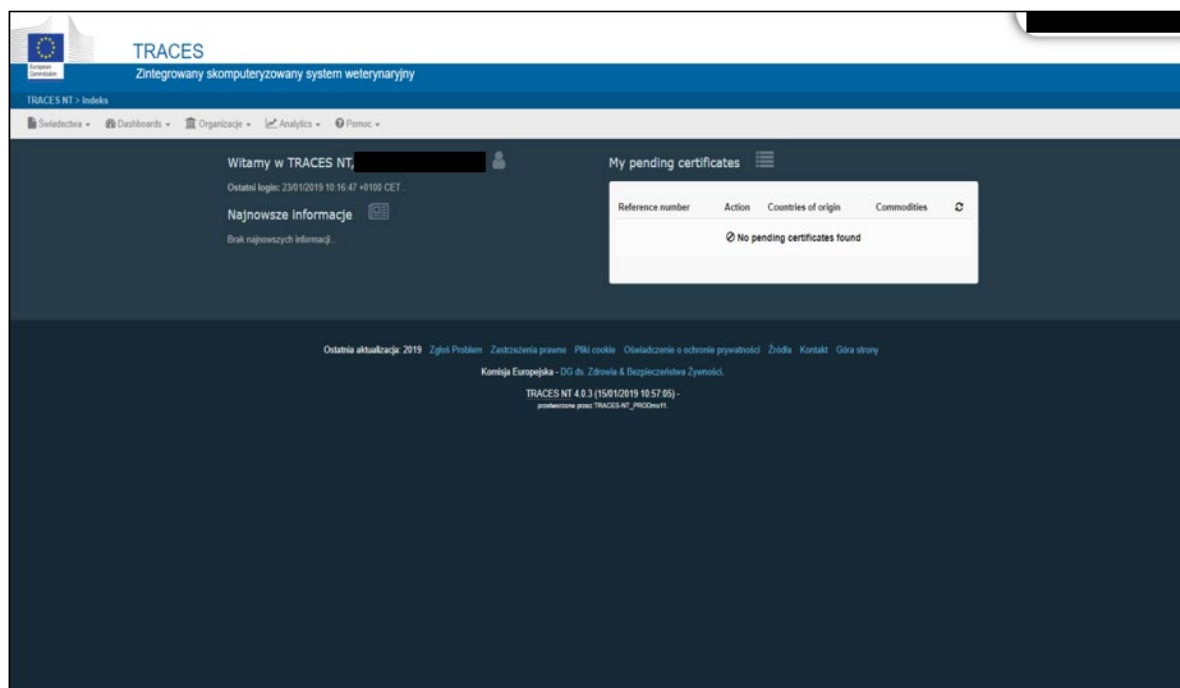 European
Commission
TRACES
Zintegrowany skomputeryzowany system weterynaryjny
TRACES NT > Indeks
Świadectwa Dashboards Organizacje Analytics Pomoc
Witamy w TRACES NT,
Ostatni login: 23/01/2019 10:16:47 +0100 CET .
Najnowsze informacje
Brak najnowszych informacji...
My pending certificates
Reference number Action Countries of origin Commodities
No pending certificates found
Ostatnia aktualizacja: 2019 Zgłoś Problem Zastrzeżenia prawne Pliki cookie Oświadczenie o ochronie prywatności Źródła Kontakt Góra strony
Komisja Europejska - DG ds. Zdrowia & Bezpieczeństwa Żywności.
TRACES NT 4.0.3 (15/01/2019 10:57:05) -
przetworzone przez TRACES-NT_PRODms11.